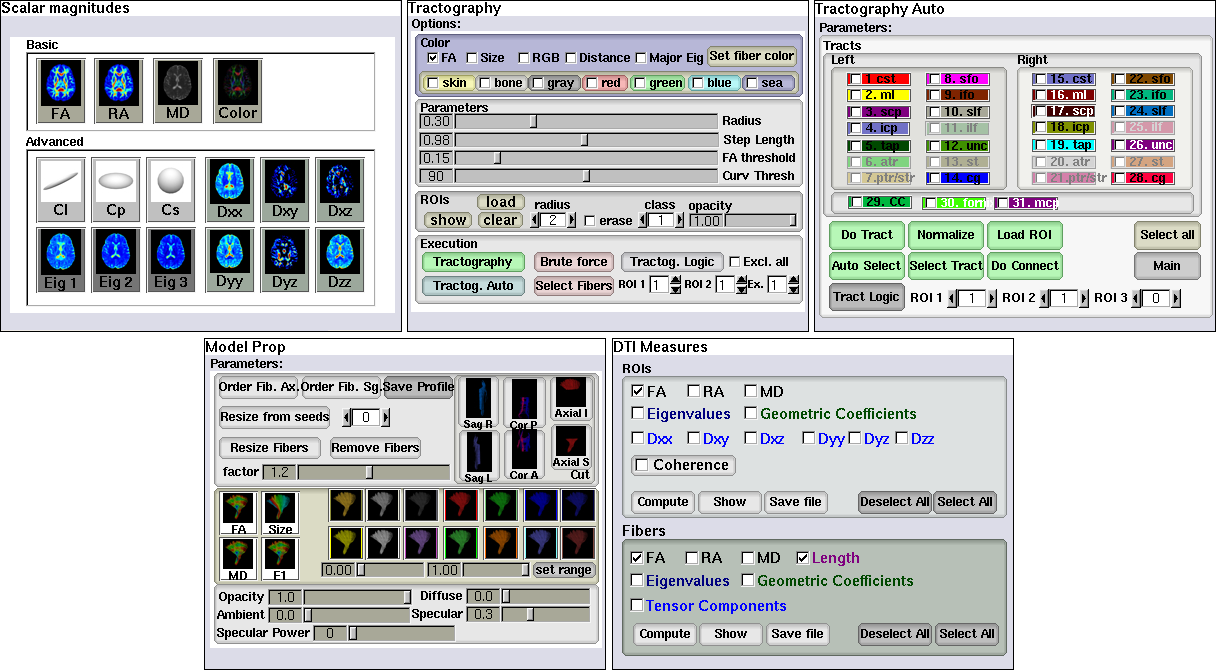 Scalar magnitudes
Basic
FA RA MD Color
Advanced
Cl Cp Cs Dxx Dxy Dxz
Eig 1 Eig 2 Eig 3 Dyy Dyz Dzz
Tractography
Options:
Color
FA Size RGB Distance Major Eig Set fiber color
skin bone gray red green blue sea
Parameters
0.30 Radius
0.98 Step Length
0.15 FA threshold
90 Curv Thresh
ROIs load radius class opacity
show clear 2 erase 1 1.00
Execution
Tractography Brute force Tractog. Logic Excl. all
Tractog. Auto Select Fibers ROI 1 1 ROI 2 1 Ex. 1
Tractography Auto
Parameters:
Tracts
Left Right
1 cst 8. sfo 15. cst 22. sfo
2. ml 9. ifo 16. ml 23. ifo
3. scp 10. slf 17. scp 24. slf
4. icp 11. ilf 18. icp 25. ilf
5. tap 12. unc 19. tap 26. unc
6. atr 13. st 20. atr 27. st
7.ptr/str 14. cg 21.ptr/str 28. cg
29. CC 30. form 31. mcp
Do Tract Normalize Load ROI Select all
Auto Select Select Tract Do Connect Main
Tract Logic ROI 1 1 ROI 2 1 ROI 3 0
Model Prop
Parameters:
Order Fib. Ax. Order Fib. Sg. Save Profile
Resize from seeds 0
Sag R Cor P Axial I
Resize Fibers Remove Fibers
factor 1.2
Sag L Cor A Axial S
Cut
FA Size
MD E1
0.00 1.00 set range
Opacity 1.0 Diffuse 0.0
Ambient 0.0 Specular 0.3
Specular Power 0
DTI Measures
ROIs
FA RA MD
Eigenvalues Geometric Coefficients
Dxx Dxy Dxz Dyy Dyz Dzz
Coherence
Compute Show Save file Deselect All Select All
Fibers
FA RA MD Length
Eigenvalues Geometric Coefficients
Tensor Components
Compute Show Save file Deselect All Select All